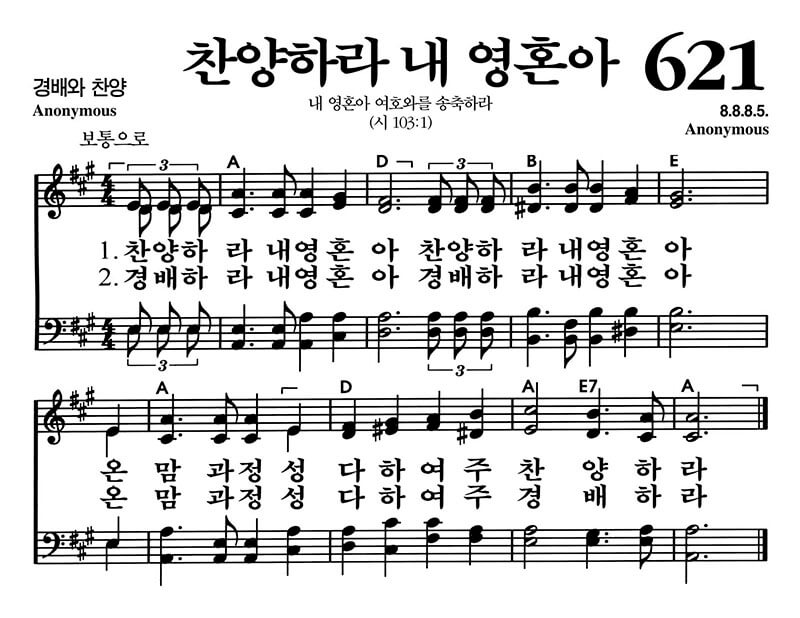 찬양하라 내 영혼아 621
경배와 찬양
내 영혼아 여호와를 송축하라
8.8.8.5.
Anonymous
(시 103:1)
Anonymous
보통으로
3 A D 3 B E
4 4
1. 찬양하 라 내영 혼 아 찬양하 라 내영 혼 아
2. 경배하 라 내영 혼 아 경배하 라 내영 혼 아
4 4
3 3
A D A E7 A
온 맘 과정 성 다 하 여 주 찬 양 하 라
온 맘 과정 성 다 하 여 주 경 배 하 라